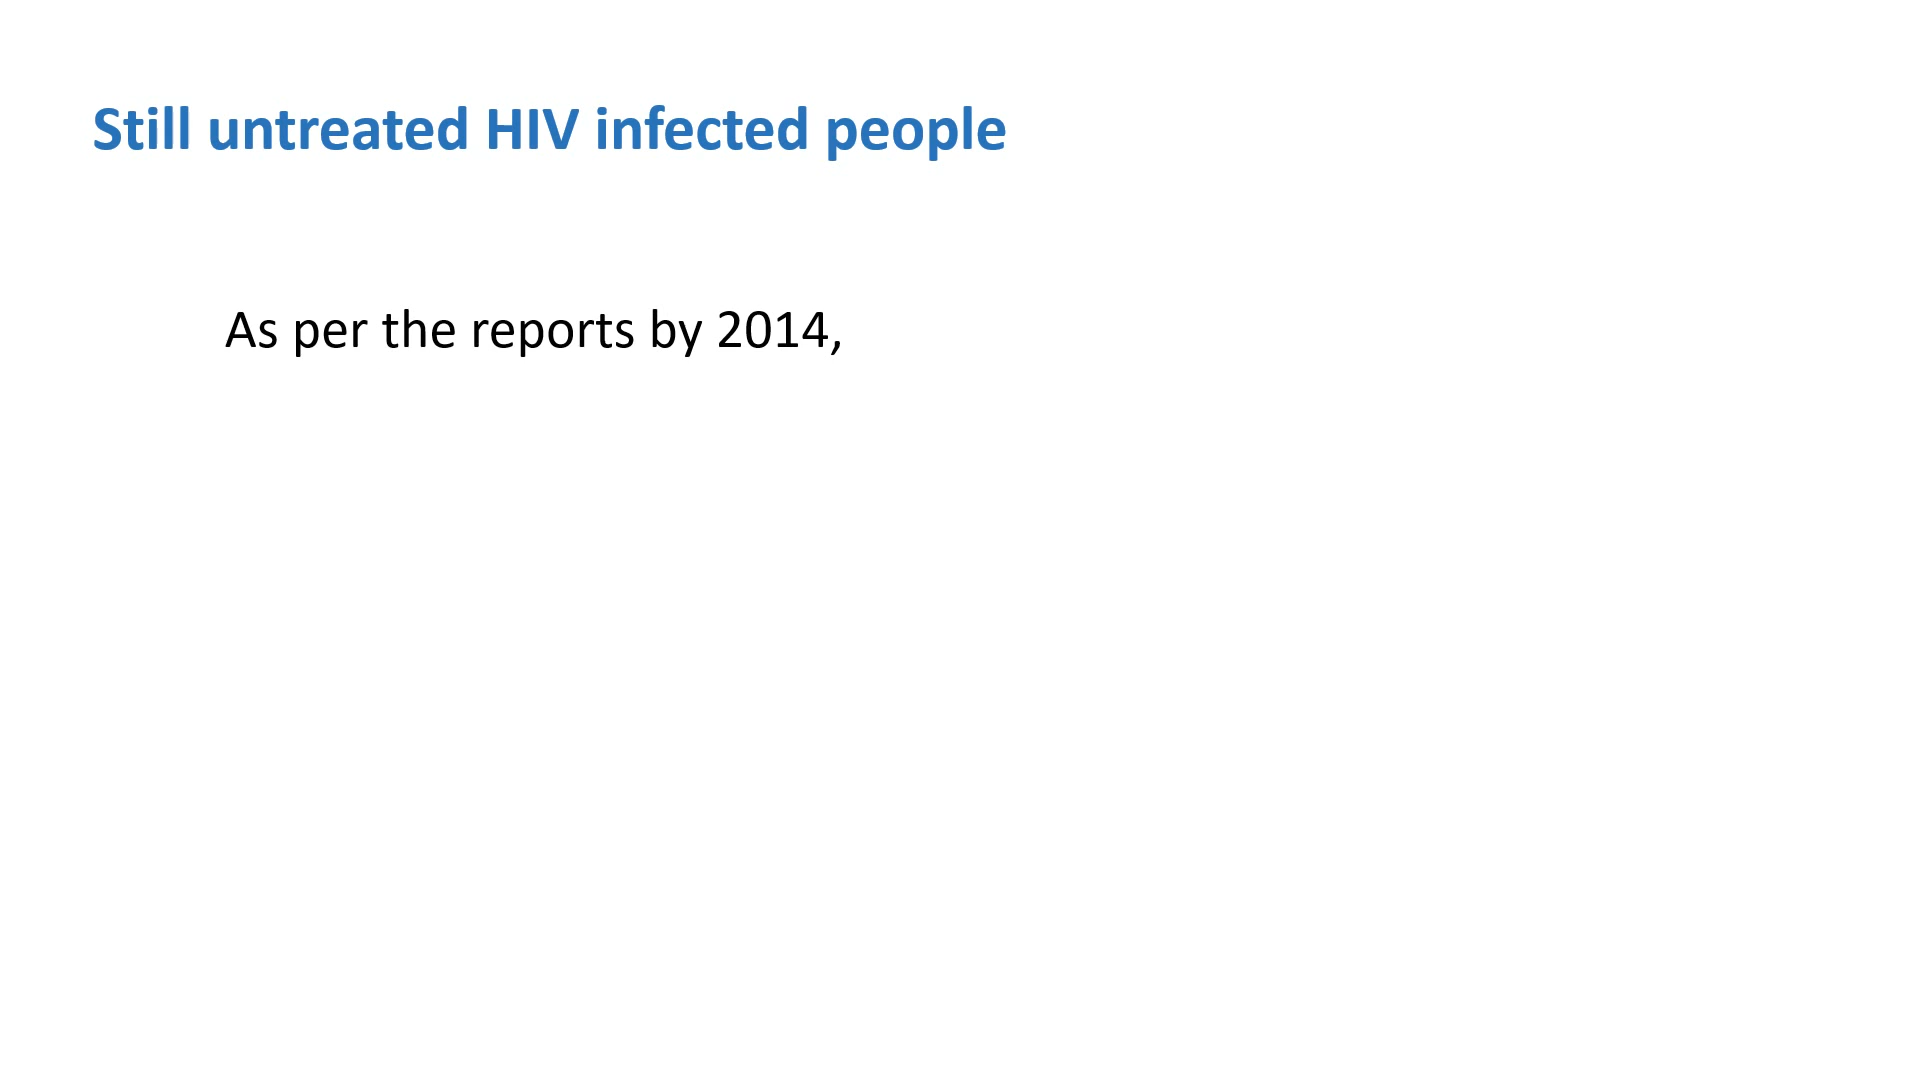 Still untreated HIV infected people
As per the reports by 2014,